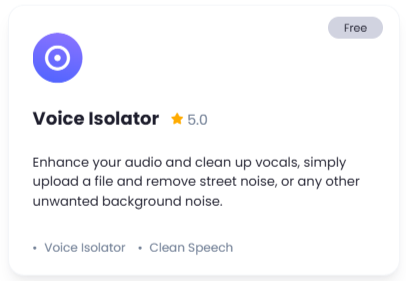 Free
Voice Isolator 5.0
Enhance your audio and clean up vocals, simply
upload a file and remove street noise, or any other
unwanted background noise.
• Voice Isolator • Clean Speech